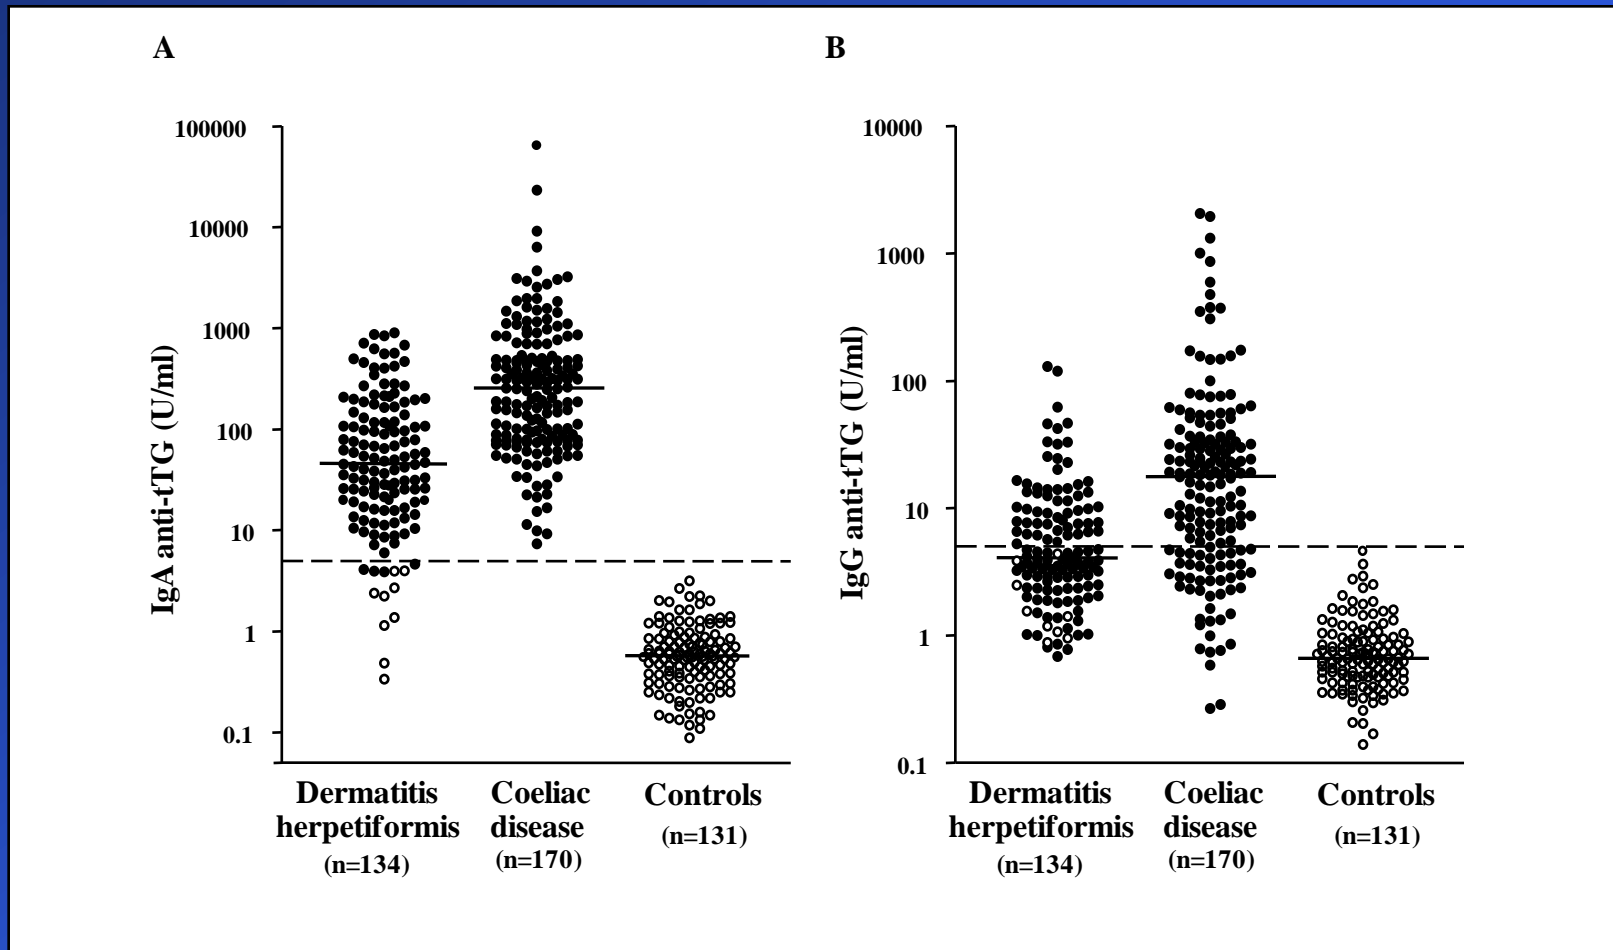 A
IgA anti-tTG (U/ml)
100000
10000
1000
100
10
1
0.1
Dermatitis
herpetiformis
(n=134)
Coeliac
disease
(n=170)
Controls
(n=131)
B
IgG anti-tTG (U/ml)
10000
1000
100
10
1
0.1
Dermatitis
herpetiformis
(n=134)
Coeliac
disease
(n=170)
Controls
(n=131)